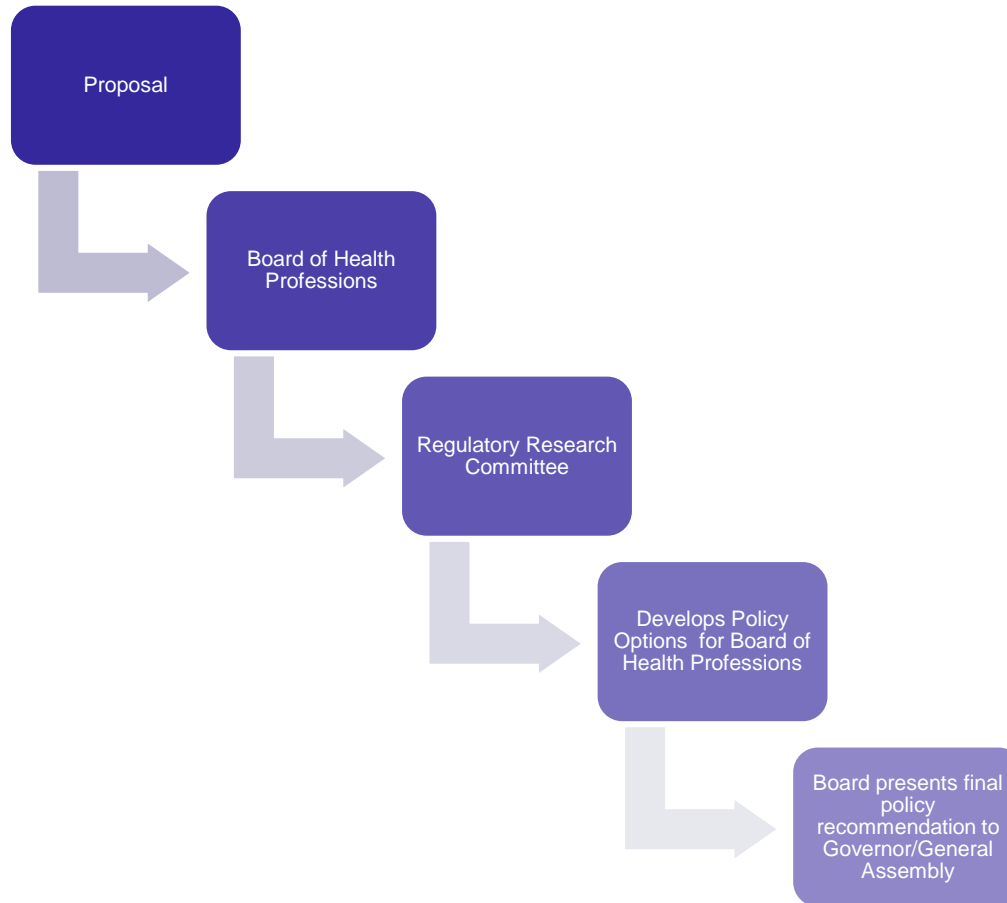 Proposal
Board of Health
Professions
Regulatory Research
Committee
Develops Policy
Options  for Board of
Health Professions
Board presents final
policy
recommendation to
Governor/General
Assembly